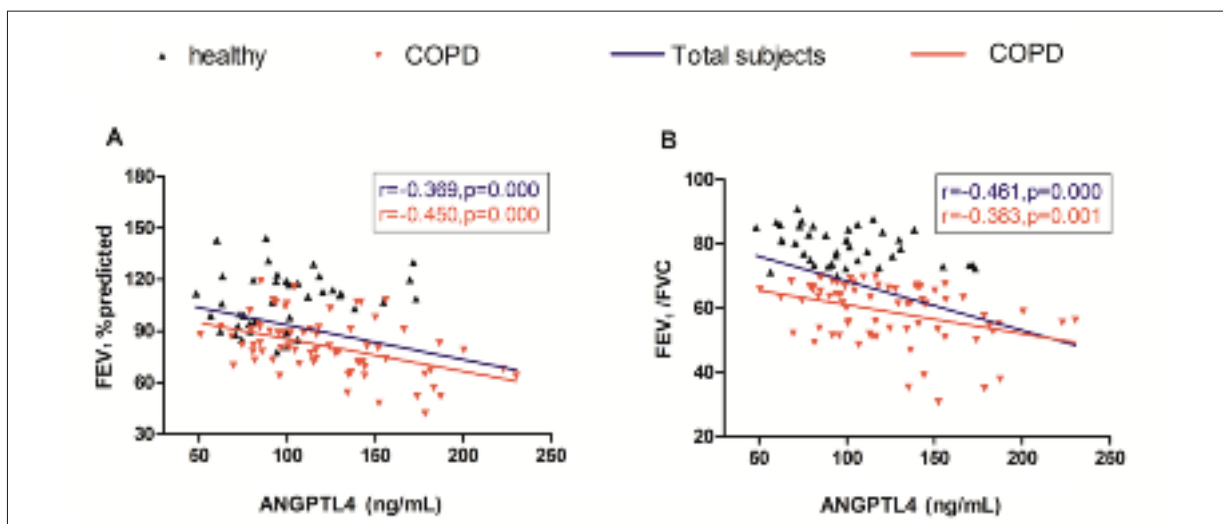 healthy COPD Total subjects COPD
A
180
150
120
90
60
30
FEV₁ %predicted
r=-0.369,p=0.000
r=-0.450,p=0.000
50 100 150 200 250
ANGPTL4 (ng/mL)
B
100
80
60
40
20
FEV₁ /FVC
r=-0.461,p=0.000
r=-0.383,p=0.001
50 100 150 200 250
ANGPTL4 (ng/mL)